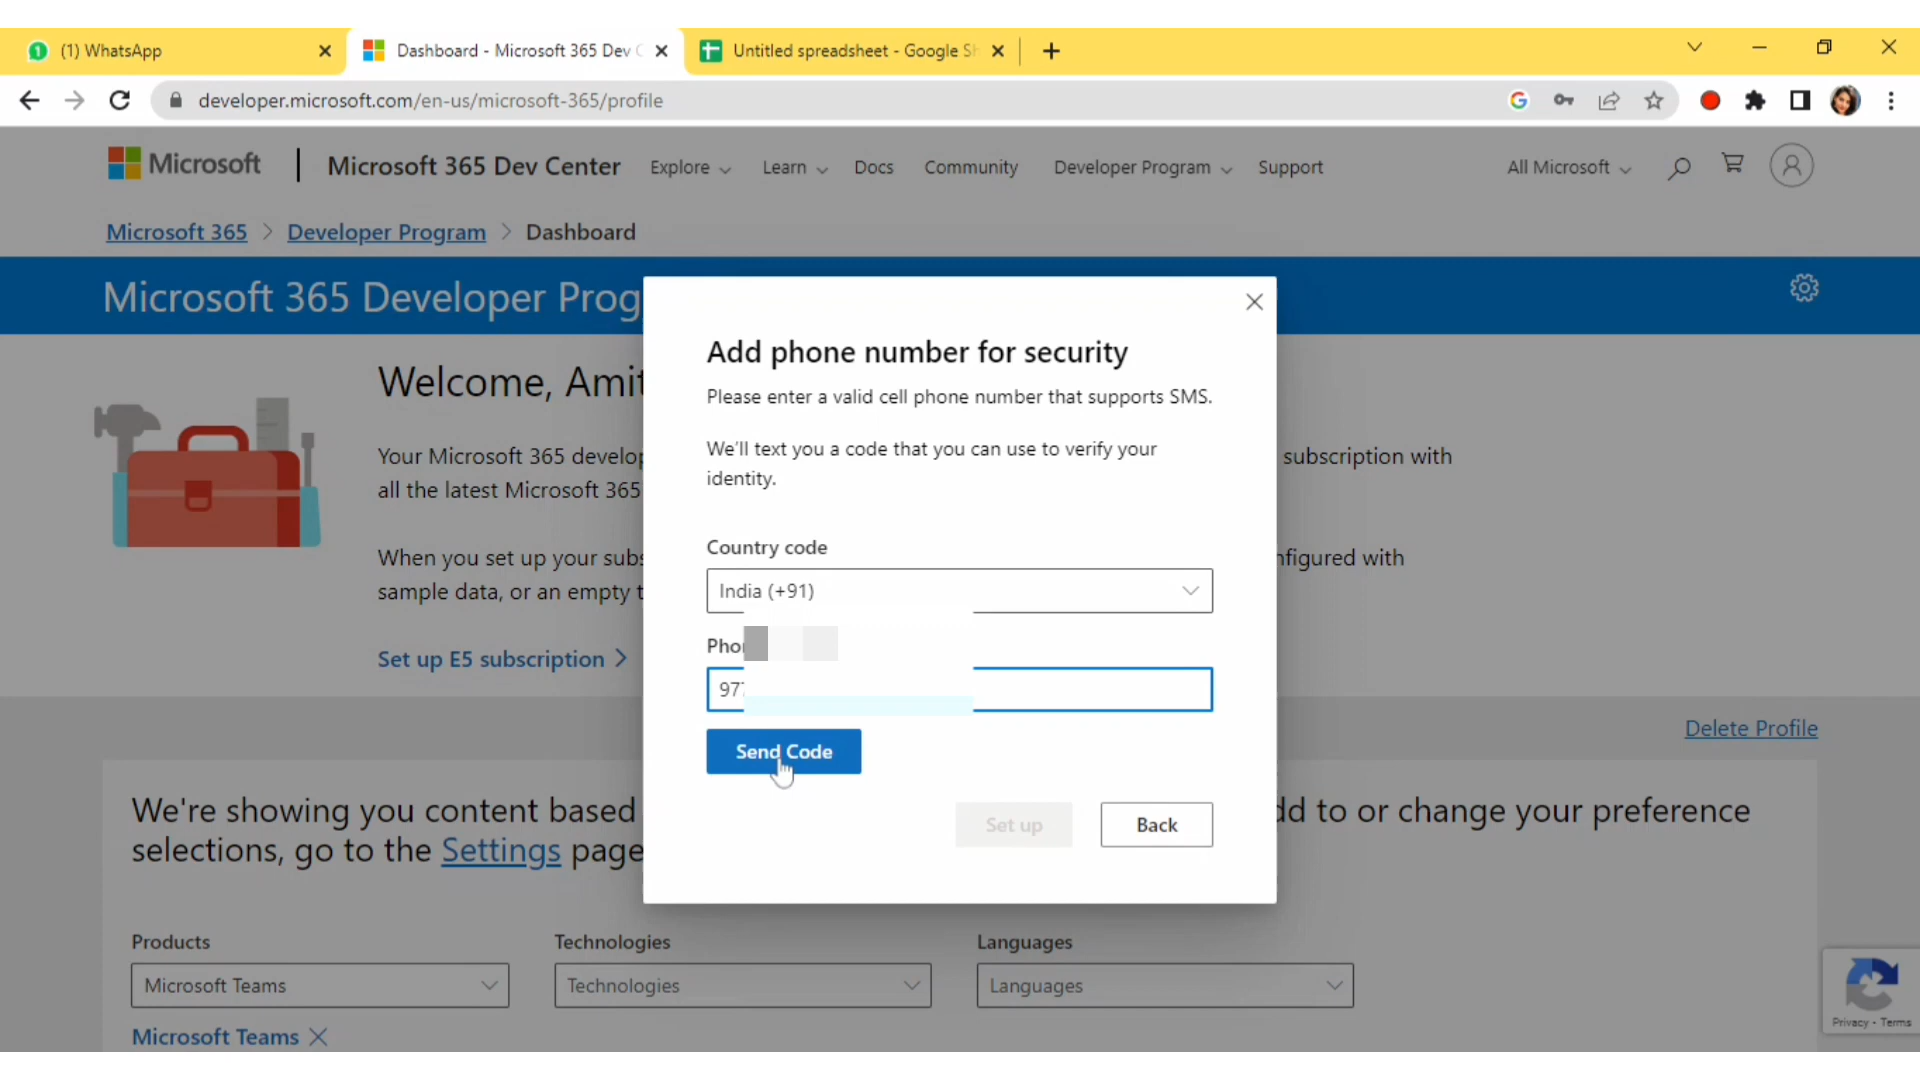 (1) WhatsApp
Dashboard - Microsoft 365 Dev C
Untitled spreadsheet - Google Sh
developer.microsoft.com/en-us/microsoft-365/profile
Microsoft
Microsoft 365 Dev Center
Explore
Learn
Docs
Community
Developer Program
Support
All Microsoft
Microsoft 365 > Developer Program > Dashboard
Microsoft 365 Developer Prog
Welcome, Amit
Your Microsoft 365 develop
subscription with
all the latest Microsoft 365
When you set up your subs
nfigured with
sample data, or an empty t
Set up E5 subscription >
Add phone number for security
Please enter a valid cell phone number that supports SMS.
We'll text you a code that you can use to verify your
identity.
Country code
India (+91)
Phon
977
Send Code
Set up
Back
Delete Profile
We're showing you content based
dd to or change your preference
selections, go to the Settings page
Products
Technologies
Languages
Microsoft Teams
Technologies
Languages
Microsoft Teams
Privacy - Terms